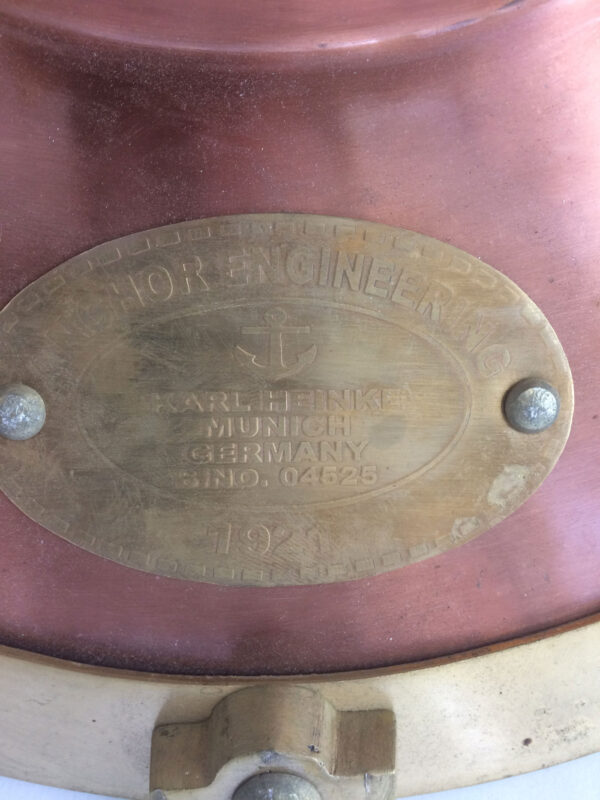 ANCHOR ENGINEERING
KARL HEINKE
MUNICH
GERMANY
S.NO. 04525
1921